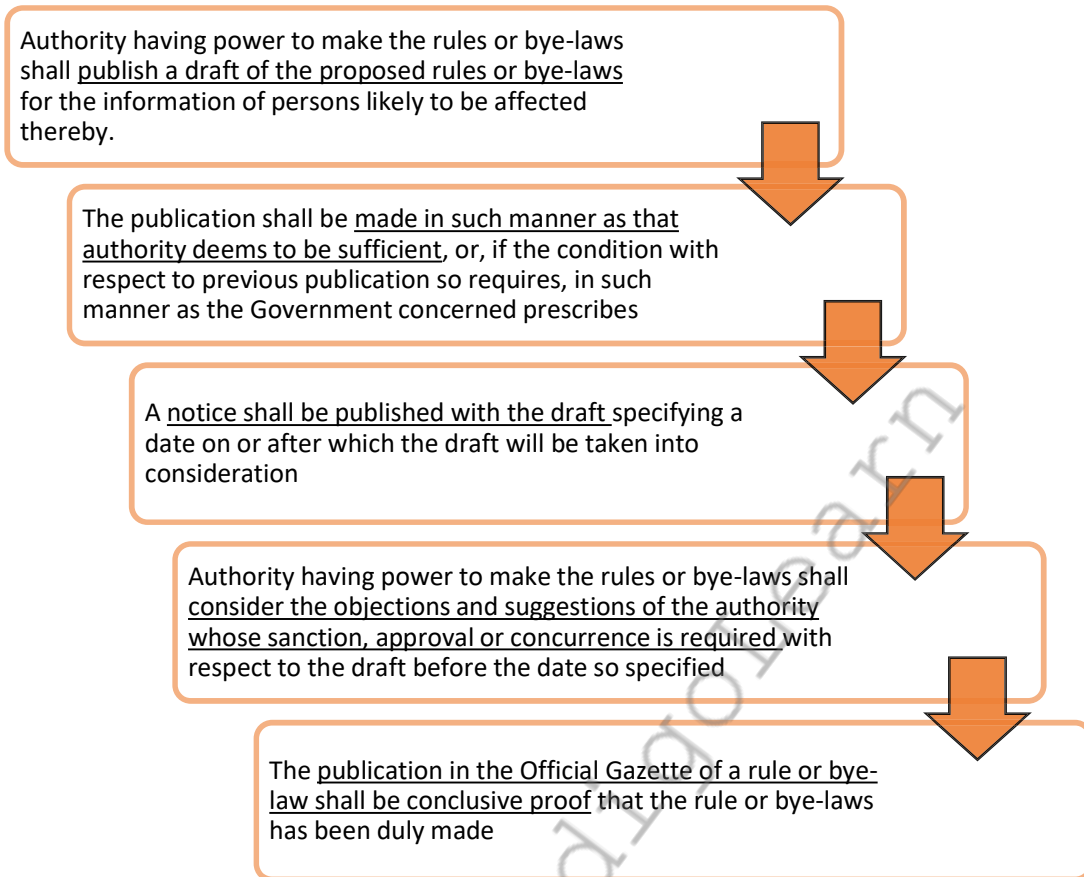 Authority having power to make the rules or bye-laws
shall publish a draft of the proposed rules or bye-laws
for the information of persons likely to be affected
thereby.
The publication shall be made in such manner as that
authority deems to be sufficient, or, if the condition with
respect to previous publication so requires, in such
manner as the Government concerned prescribes
A notice shall be published with the draft specifying a
date on or after which the draft will be taken into
consideration
Authority having power to make the rules or bye-laws shall
consider the objections and suggestions of the authority
whose sanction, approval or concurrence is required with
respect to the draft before the date so specified
The publication in the Official Gazette of a rule or bye-
law shall be conclusive proof that the rule or bye-laws
has been duly made
digoLearn